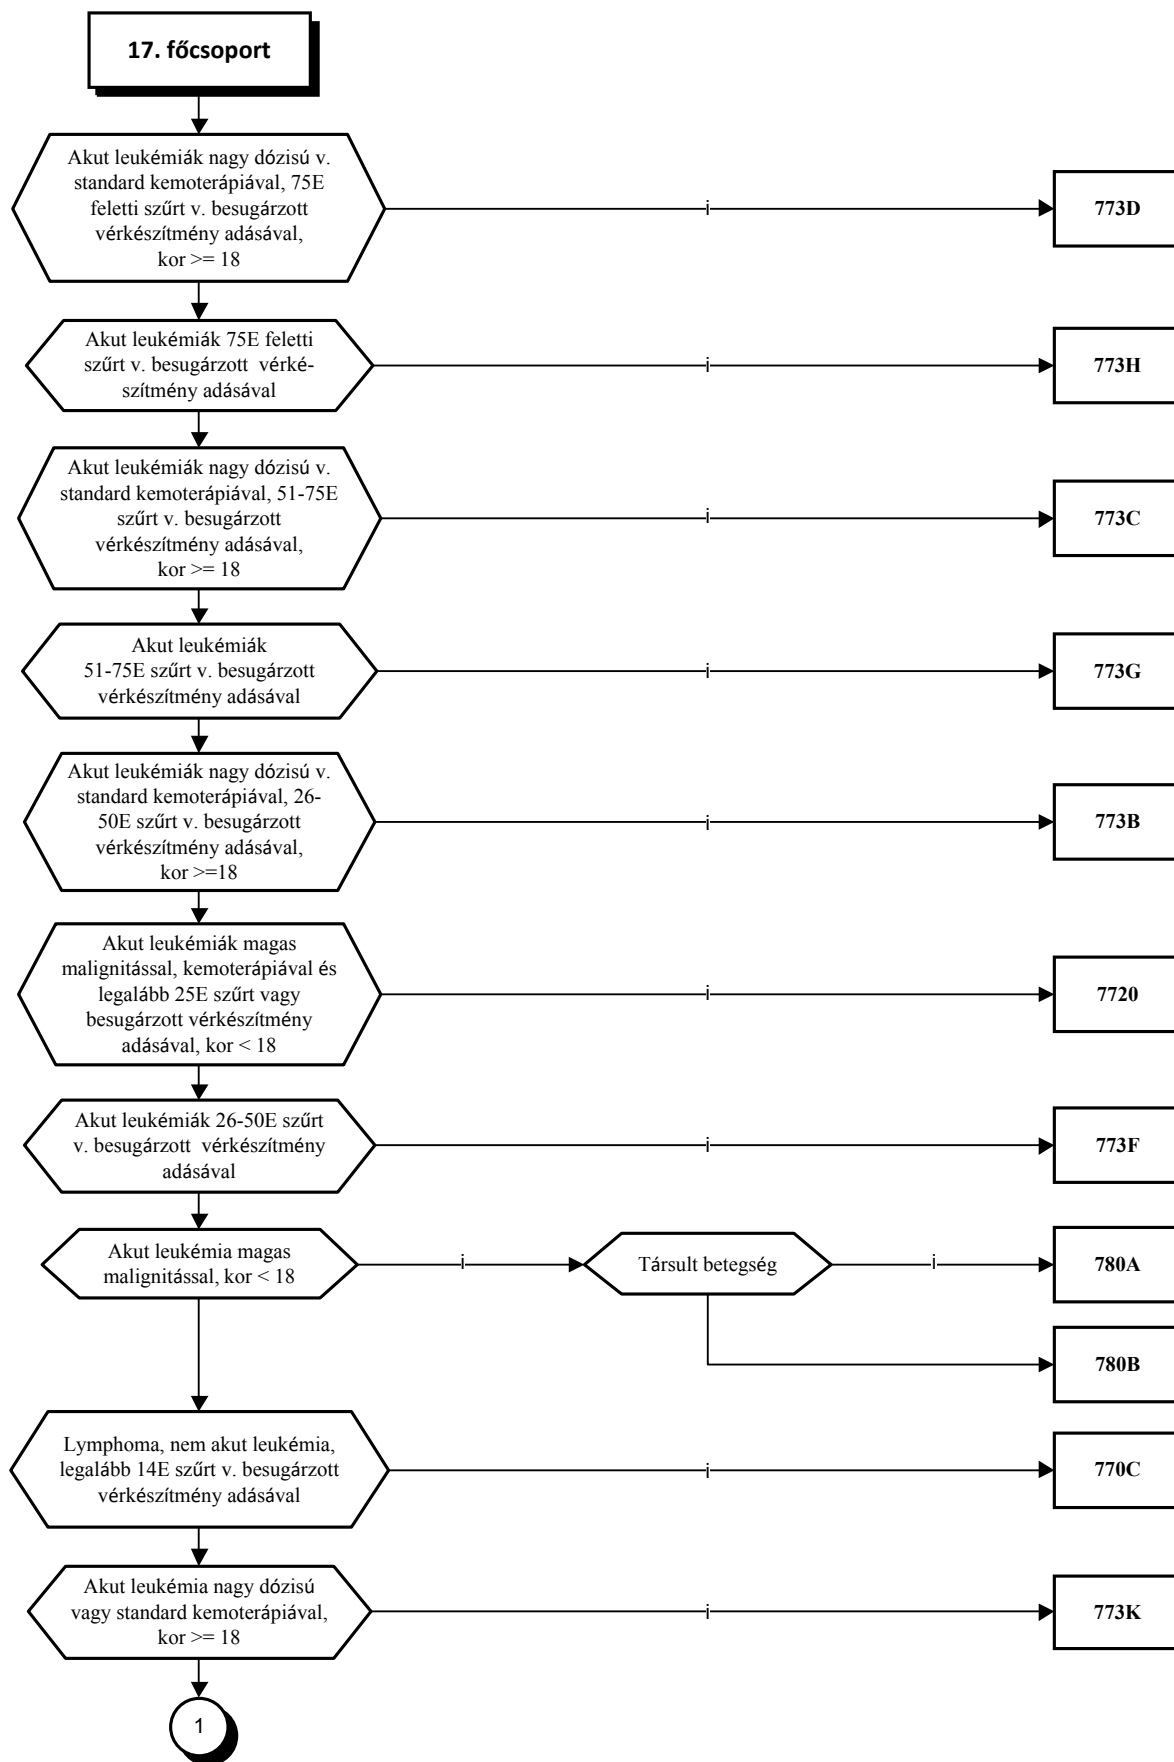 17. főcsoport
Akut leukémiák nagy dózisú v.
standard kemoterápiával, 75E
feletti szűrt v. besugárzott
vérkészítmény adásával,
kor >= 18
i
773D
Akut leukémiák 75E feletti
szűrt v. besugárzott vérké-
szítmény adásával
i
773H
Akut leukémiák nagy dózisú v.
standard kemoterápiával, 51-75E
szűrt v. besugárzott
vérkészítmény adásával,
kor >= 18
i
773C
Akut leukémiák
51-75E szűrt v. besugárzott
vérkészítmény adásával
i
773G
Akut leukémiák nagy dózisú v.
standard kemoterápiával, 26-
50E szűrt v. besugárzott
vérkészítmény adásával,
kor >=18
i
773B
Akut leukémiák magas
malignitással, kemoterápiával és
legalább 25E szűrt vagy
besugárzott vérkészítmény
adásával, kor < 18
i
7720
Akut leukémiák 26-50E szűrt
v. besugárzott vérkészítmény
adásával
i
773F
Akut leukémia magas
malignitással, kor < 18
i
Társult betegség
i
780A
780B
Lymphoma, nem akut leukémia,
legalább 14E szűrt v. besugárzott
vérkészítmény adásával
i
770C
Akut leukémia nagy dózisú
vagy standard kemoterápiával,
kor >= 18
i
773K
1